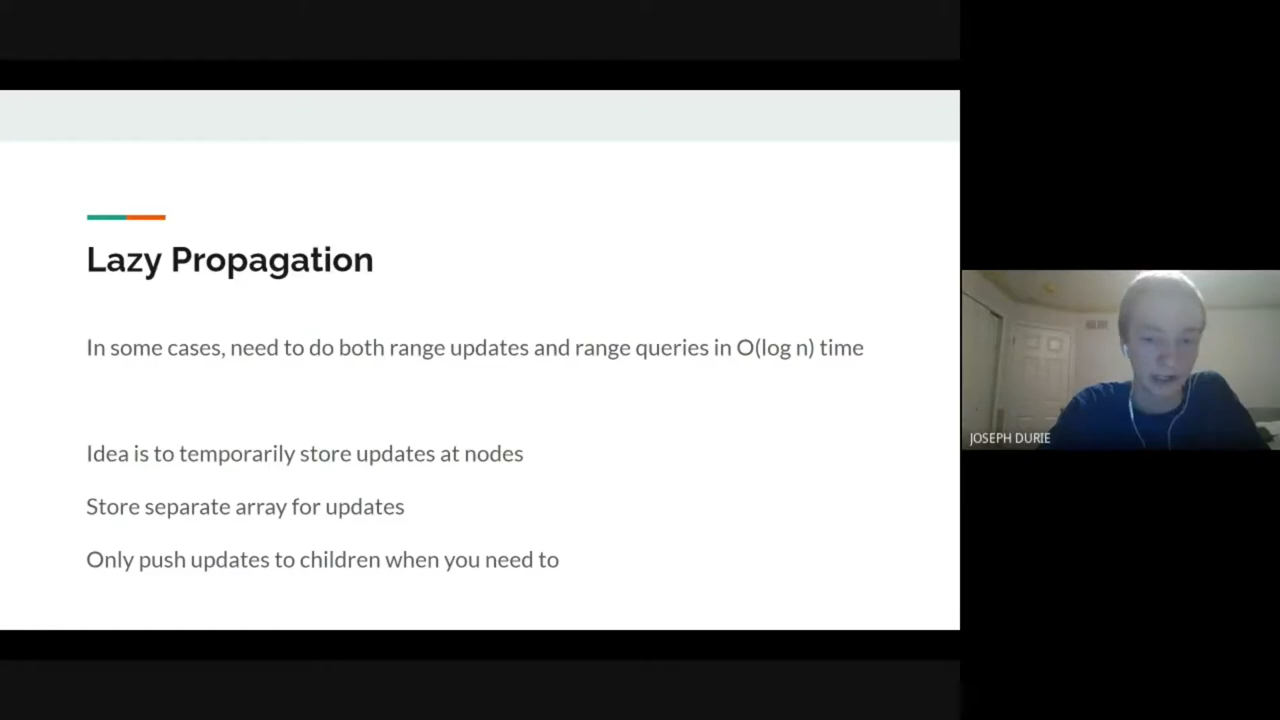 Lazy Propagation
In some cases, need to do both range updates and range queries in O(log n) time
Idea is to temporarily store updates at nodes
Store separate array for updates
Only push updates to children when you need to
JOSEPH DURIE